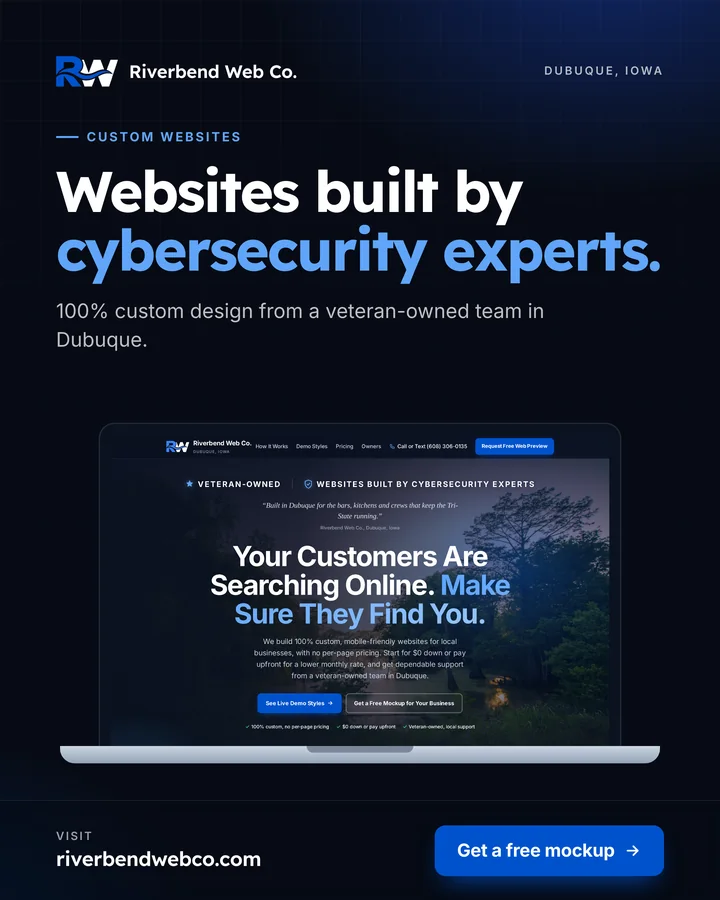 RW Riverbend Web Co.
DUBUQUE, IOWA
CUSTOM WEBSITES
Websites built by
cybersecurity experts.
100% custom design from a veteran-owned team in
Dubuque.
RW Riverbend Web Co. How It Works Demo Styles Pricing Owners Call or Text (608) 306-0135 Request Free Web Preview
DUBUQUE, IOWA
VETERAN-OWNED WEBSITES BUILT BY CYBERSECURITY EXPERTS
"Built in Dubuque for the bars, kitchens and crews that keep the Tri-
State running."
Riverbend Web Co., Dubuque, Iowa
Your Customers Are
Searching Online. Make
Sure They Find You.
We build 100% custom, mobile-friendly websites for local
businesses, with no per-page pricing. Start for $0 down or pay
upfront for a lower monthly rate, and get dependable support
from a veteran-owned team in Dubuque.
See Live Demo Styles → Get a Free Mockup for Your Business
✓ 100% custom, no per-page pricing ✓ $0 down or pay upfront ✓ Veteran-owned, local support
VISIT
riverbendwebco.com
Get a free mockup →